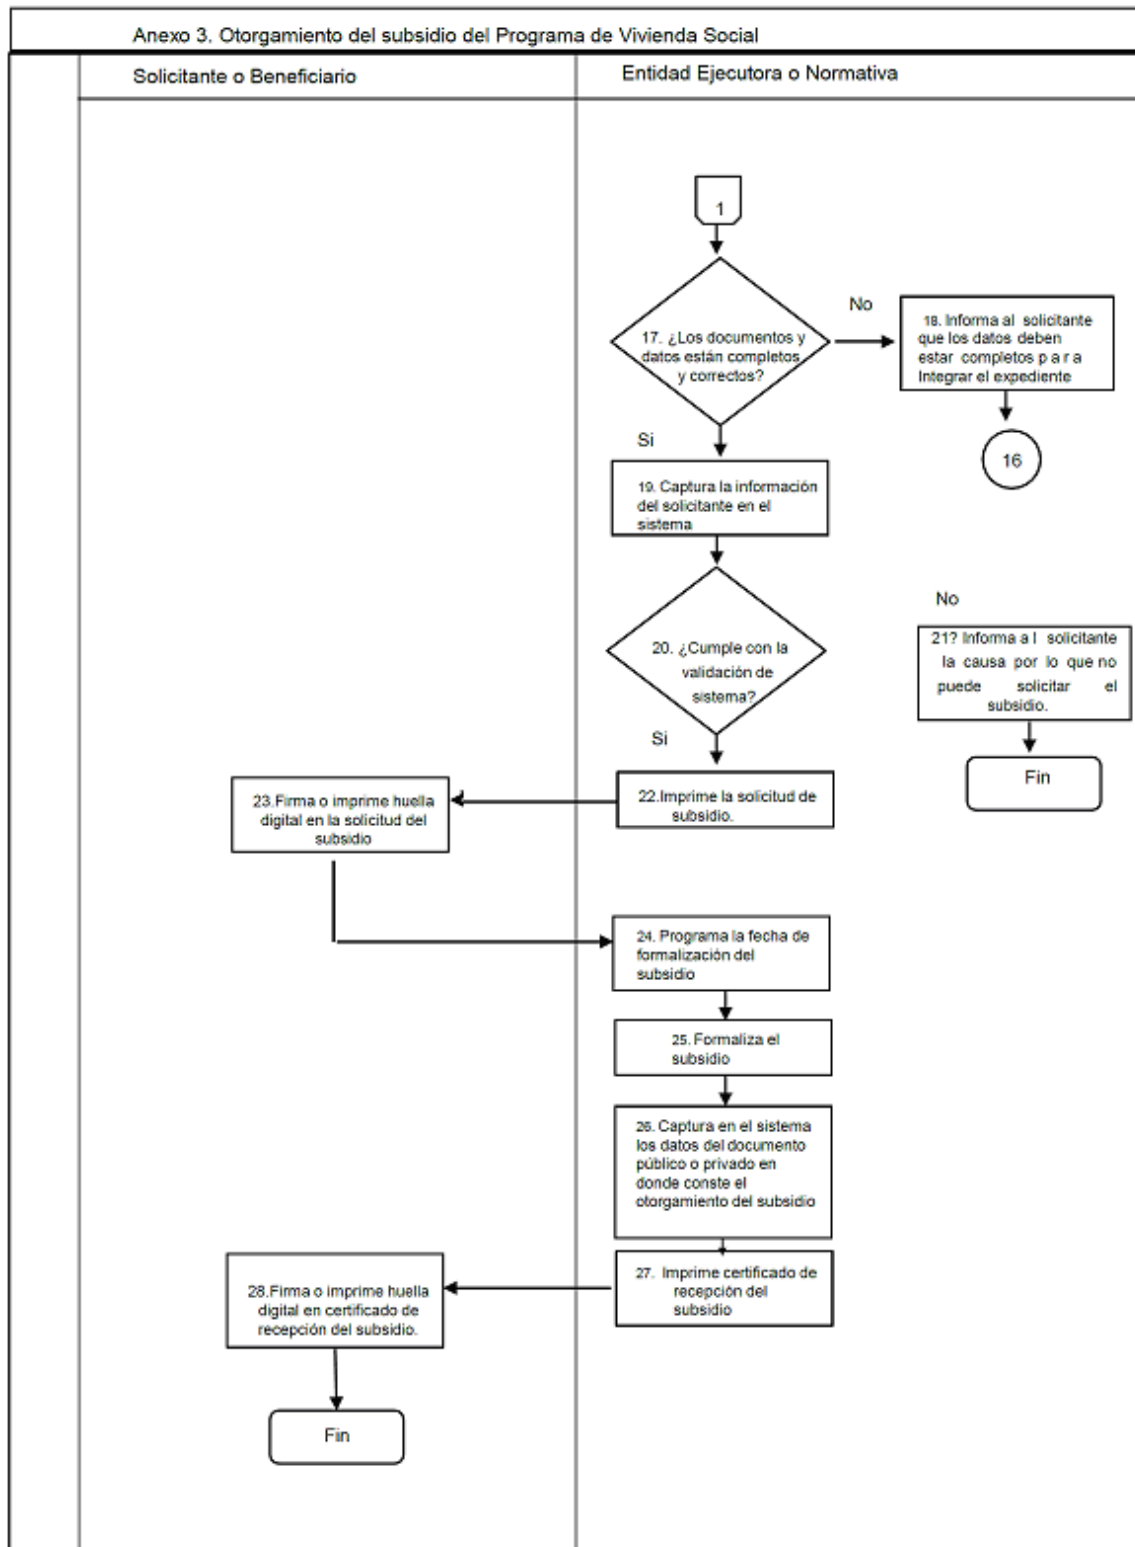 Anexo 3. Otorgamiento del subsidio del Programa de Vivienda Social
Solicitante o Beneficiario
Entidad Ejecutora o Normativa
1
17. ¿Los documentos y
datos están completos
y correctos?
No
18. Informa al solicitante
que los datos deben
estar completos p a r a
Integrar el expediente
16
Si
19. Captura la información
del solicitante en el
sistema
20. ¿Cumple con la
validación de
sistema?
No
21? Informa a l solicitante
la causa por lo que no
puede solicitar el
subsidio.
Fin
Si
22.Imprime la solicitud de
subsidio.
23.Firma o imprime huella
digital en la solicitud del
subsidio
24. Programa la fecha de
formalización del
subsidio
25. Formaliza el
subsidio
26. Captura en el sistema
los datos del documento
público o privado en
donde conste el
otorgamiento del subsidio
27. Imprime certificado de
recepción del
subsidio
28.Firma o imprime huella
digital en certificado de
recepción del subsidio.
Fin